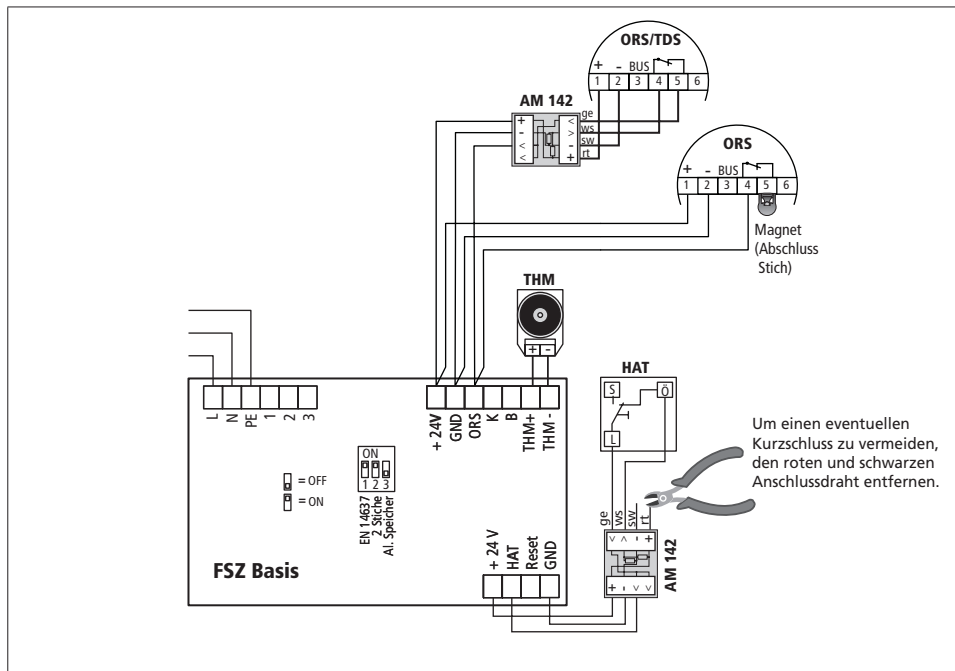 ORS/TDS
+ - BUS
1 2 3 4 5 6
AM 142
+ <
- >
< -
< +
ge
ws
sw
rt
ORS
+ - BUS
1 2 3 4 5 6
Magnet
(Abschluss
Stich)
THM
+ -
HAT
S Ö
L
Um einen eventuellen
Kurzschluss zu vermeiden,
den roten und schwarzen
Anschlussdraht entfernen.
L N PE 1 2 3
+ 24V GND ORS K B THM+ THM -
= OFF
= ON
ON
1 2 3
EN 14637
2 Stiche
Al. Speicher
FSZ Basis
+ 24 V HAT Reset GND
ge ws sw rt
< > - +
+ - < <
AM 142